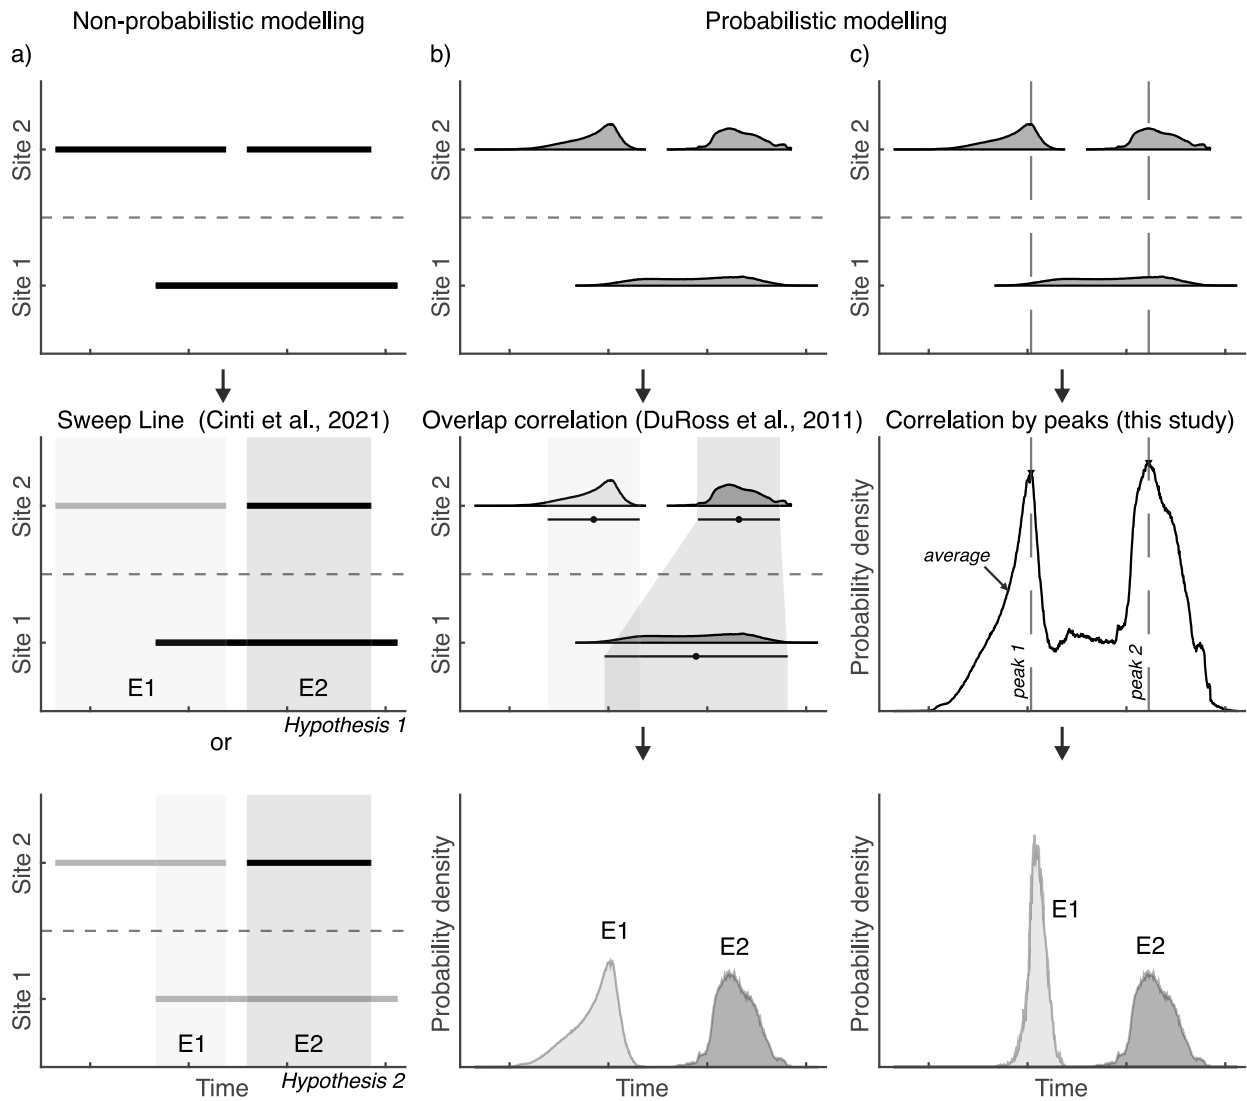 Non-probabilistic modelling
Probabilistic modelling
a)
b)
c)
Site 2
Site 1
Site 2
Site 1
Site 2
Site 1
Sweep Line (Cinti et al., 2021)
Overlap correlation (DuRoss et al., 2011)
Correlation by peaks (this study)
Site 2
Site 1
E1
E2
Hypothesis 1
or
Site 2
Site 1
Probability density
average
peak 1
peak 2
Site 2
Site 1
E1
E2
Hypothesis 2
Time
Probability density
E1
E2
Time
Probability density
E1
E2
Time